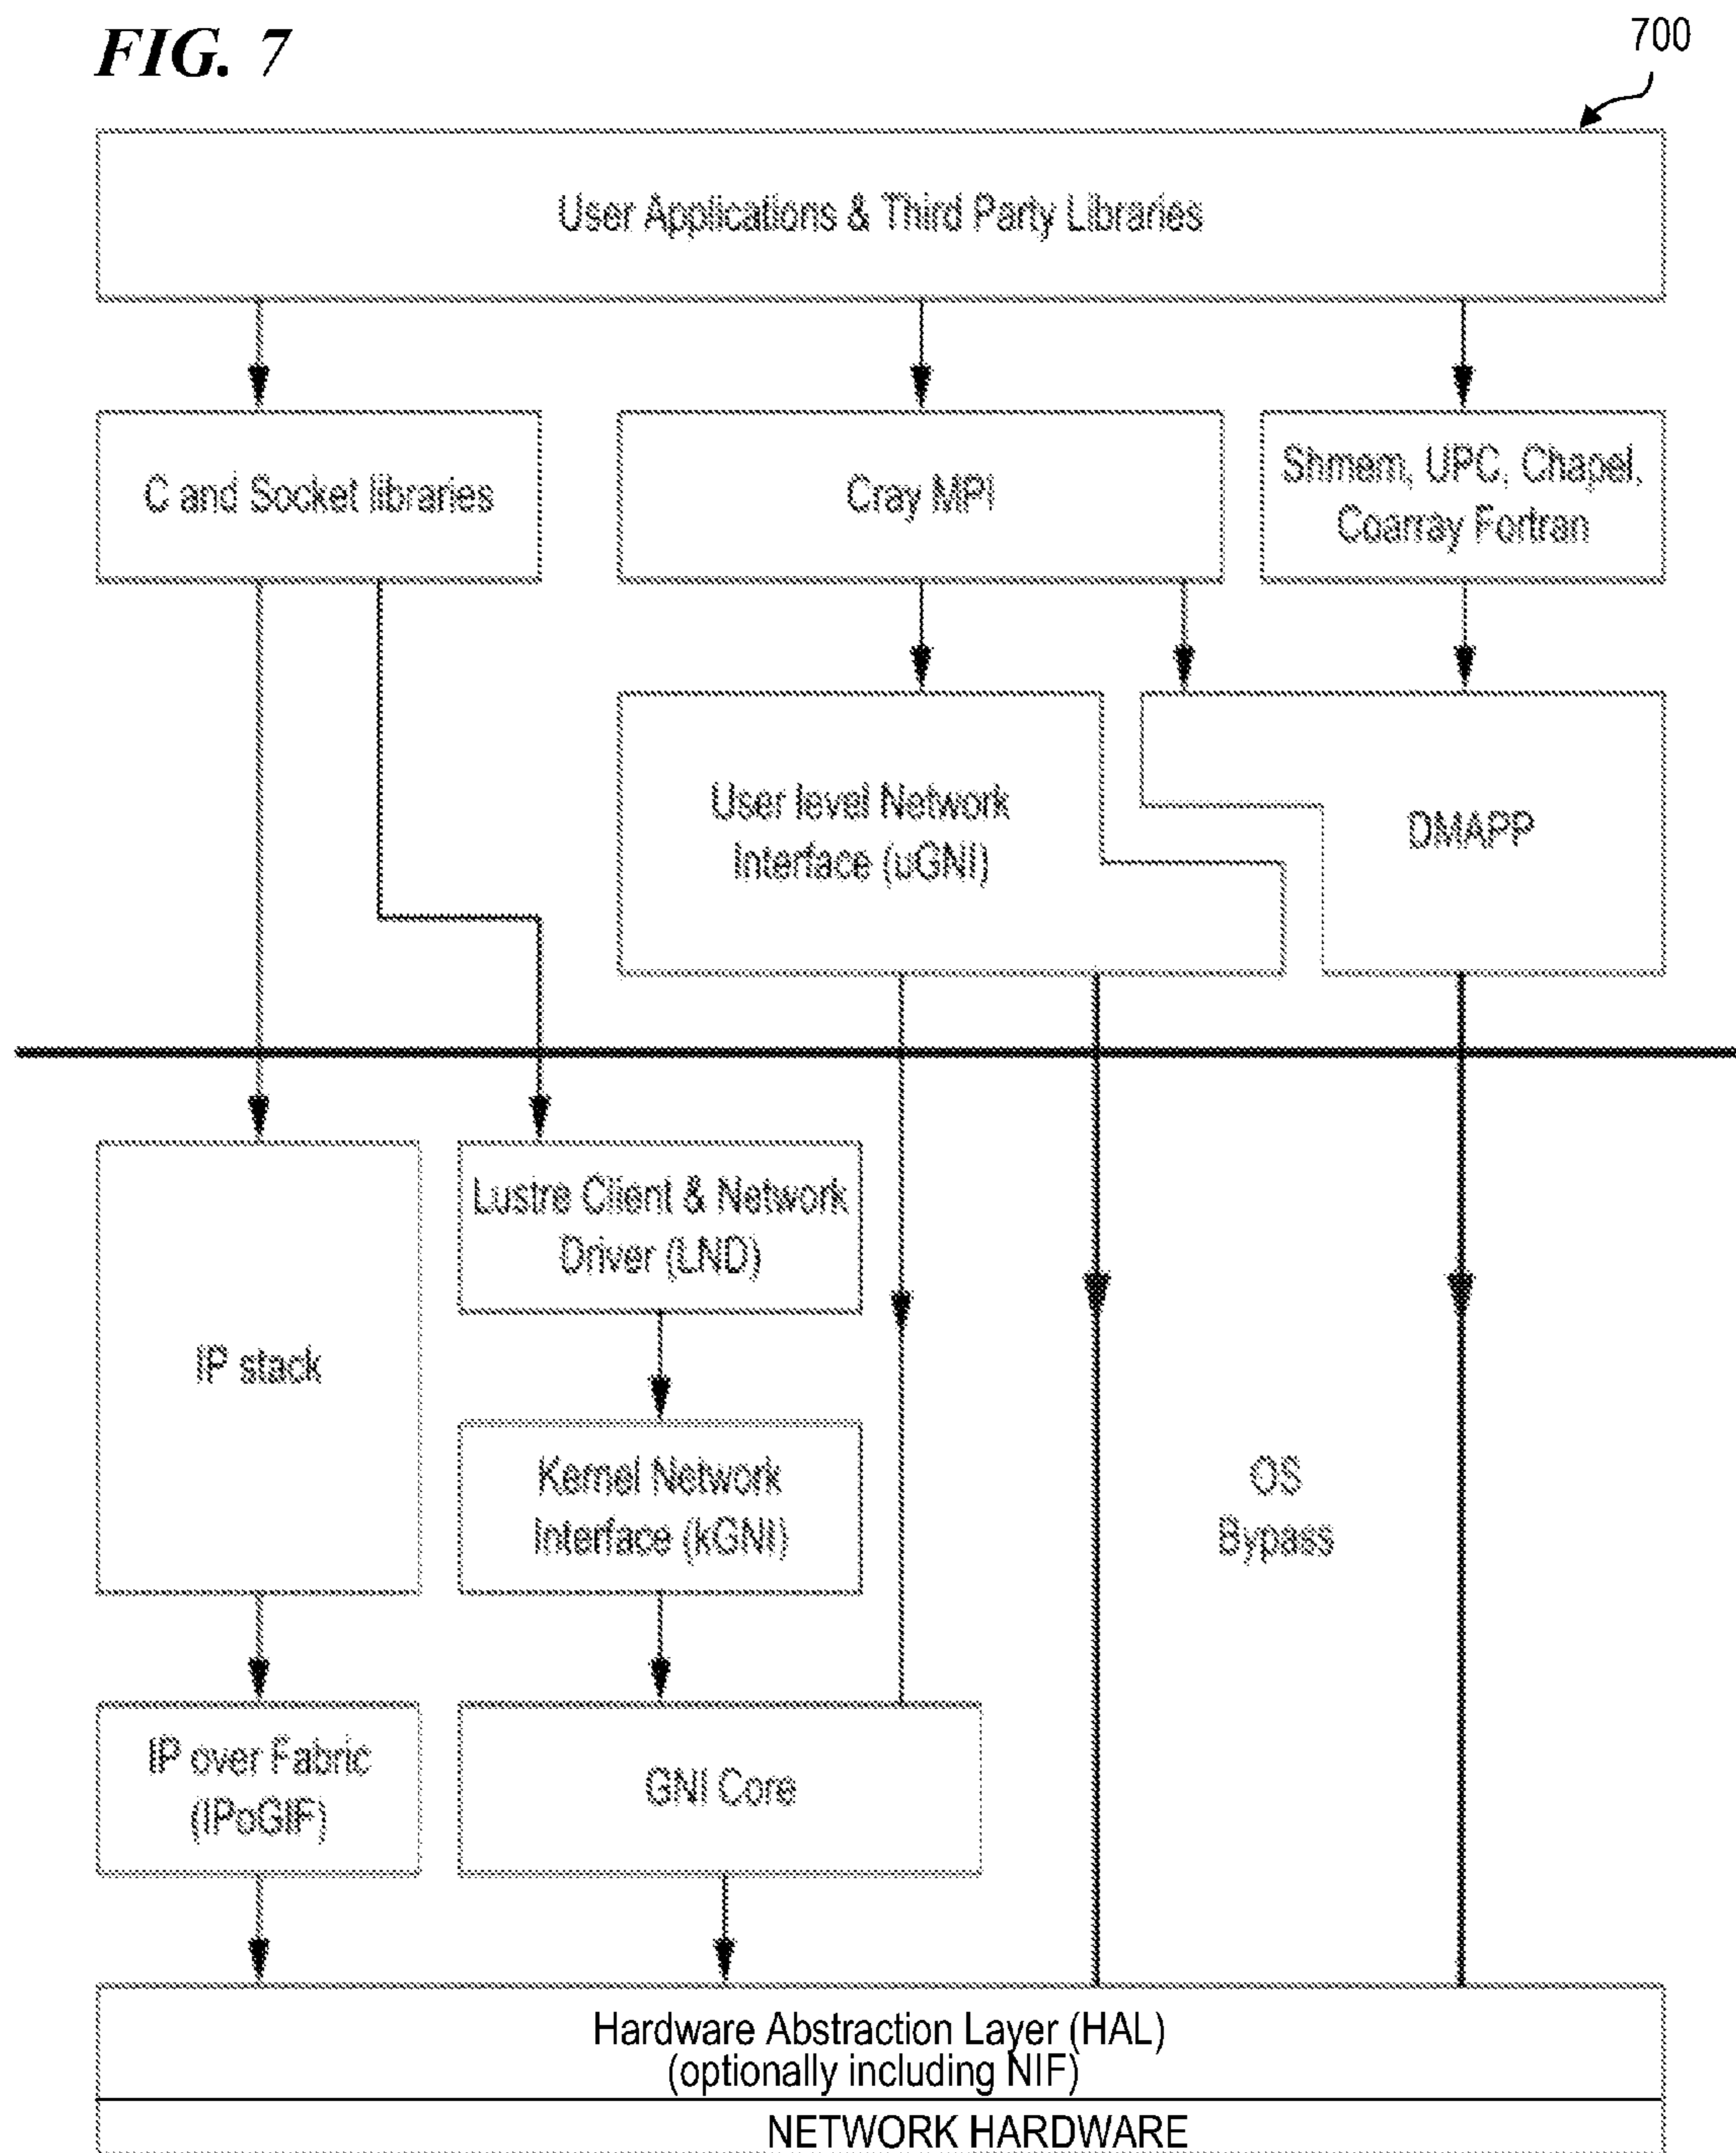 FIG. 7
700
User Applications & Third Party Libraries
C and Socket libraries
Cray MPI
Shmem, UPC, Chapel,
Coarray Fortran
User level Network
Interface (uGNI)
DMAPP
Lustre Client & Network
Driver (LND)
IP stack
Kernel Network
Interface (kGNI)
OS
Bypass
IP over Fabric
(IPoGIF)
GNI Core
Hardware Abstraction Layer (HAL)
(optionally including NIF)
NETWORK HARDWARE